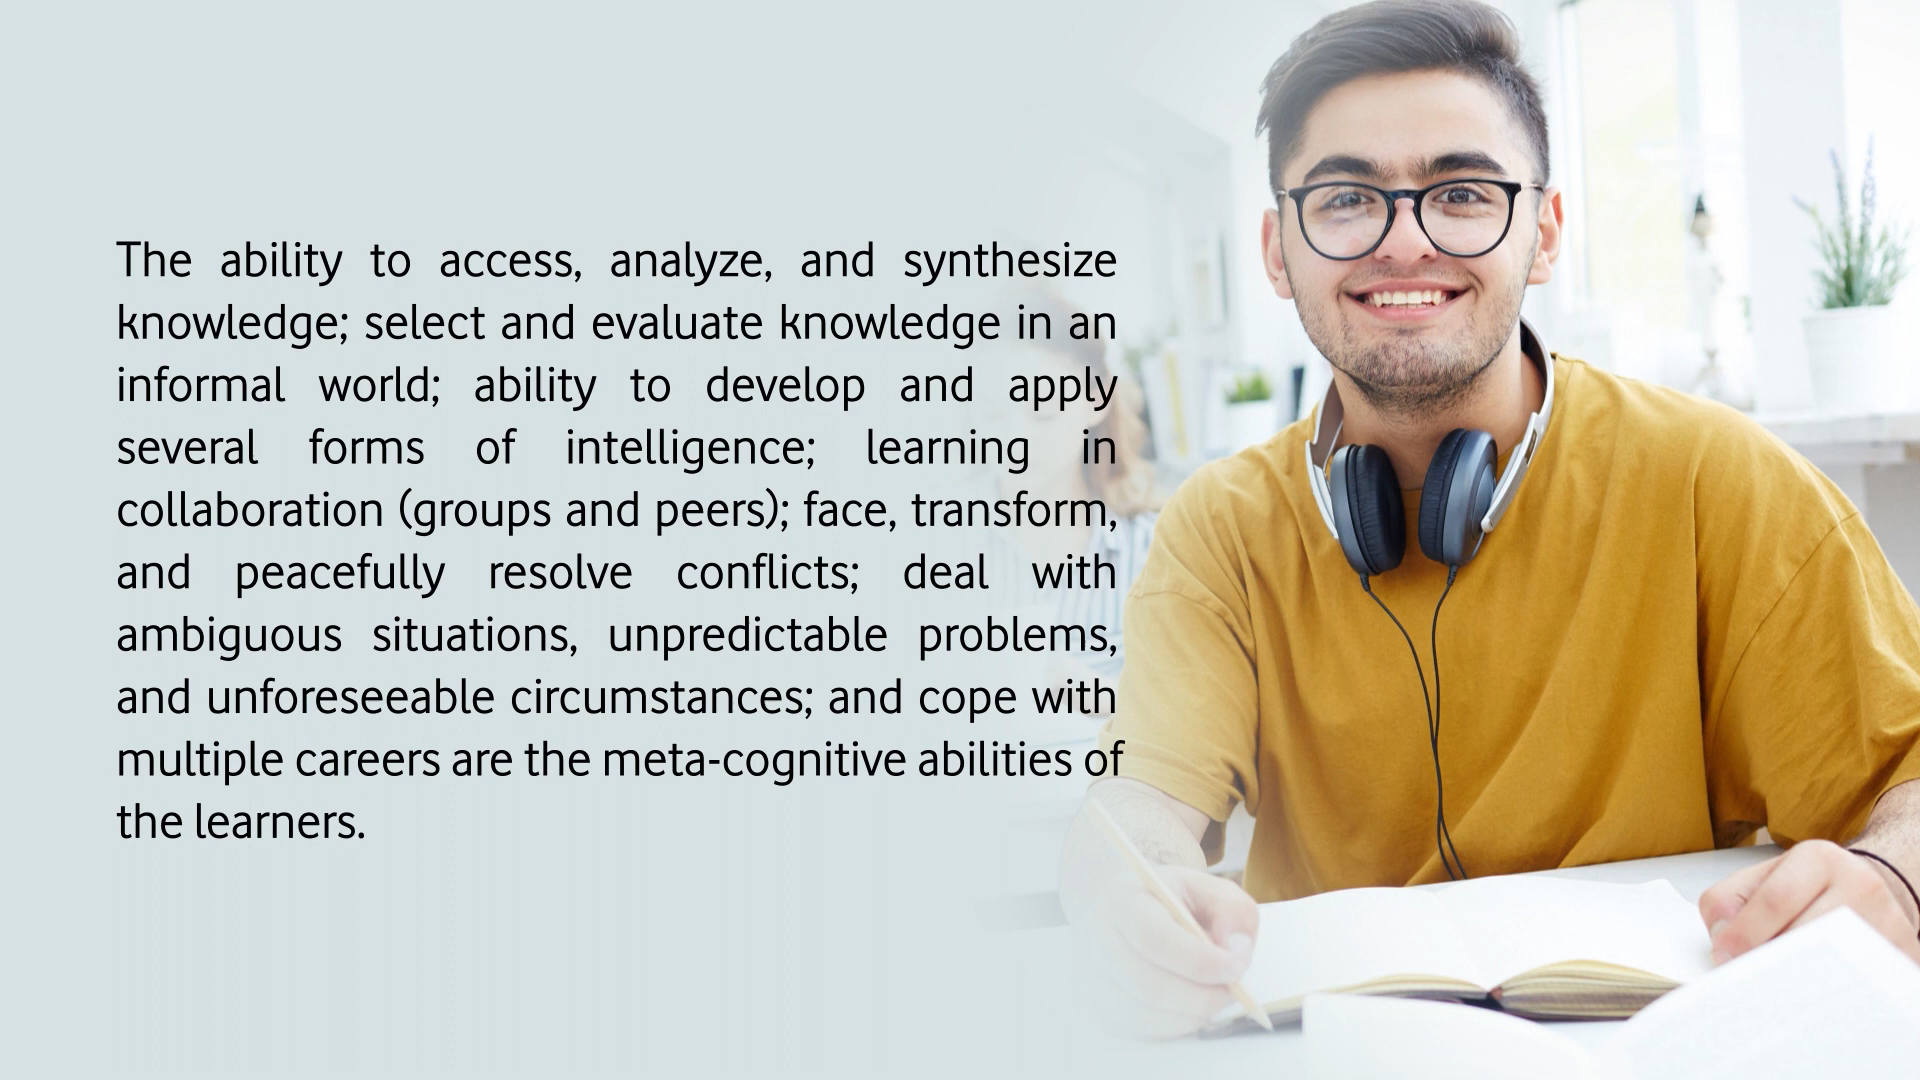 The ability to access, analyze, and synthesize
knowledge; select and evaluate knowledge in an
informal world; ability to develop and apply
several forms of intelligence; learning in
collaboration (groups and peers); face, transform,
and peacefully resolve conflicts; deal with
ambiguous situations, unpredictable problems,
and unforeseeable circumstances; and cope with
multiple careers are the meta-cognitive abilities of
the learners.